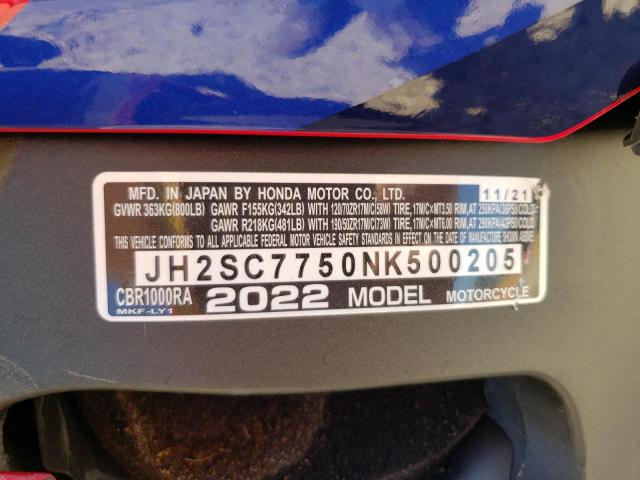 MFD. IN JAPAN BY HONDA MOTOR CO., LTD. 11/21
GVWR 363KG(800LB) GAWR F155KG(342LB) WITH 120/70ZR17M/C(58W) TIRE, 17M/C×MT3.50 RIM, AT 250KPA(36PSI) COLD
GAWR R218KG(481LB) WITH 190/50ZR17M/C(73W) TIRE, 17M/C×MT6.00 RIM, AT 290KPA(42PSI) COLD
THIS VEHICLE CONFORMS TO ALL APPLICABLE FEDERAL MOTOR VEHICLE SAFETY STANDARDS IN EFFECT ON THE DATE OF MANUFACTURE SHOWN ABOVE.
JH2SC7750NK500205
CBR1000RA 2022 MODEL MOTORCYCLE
MKF-LY1